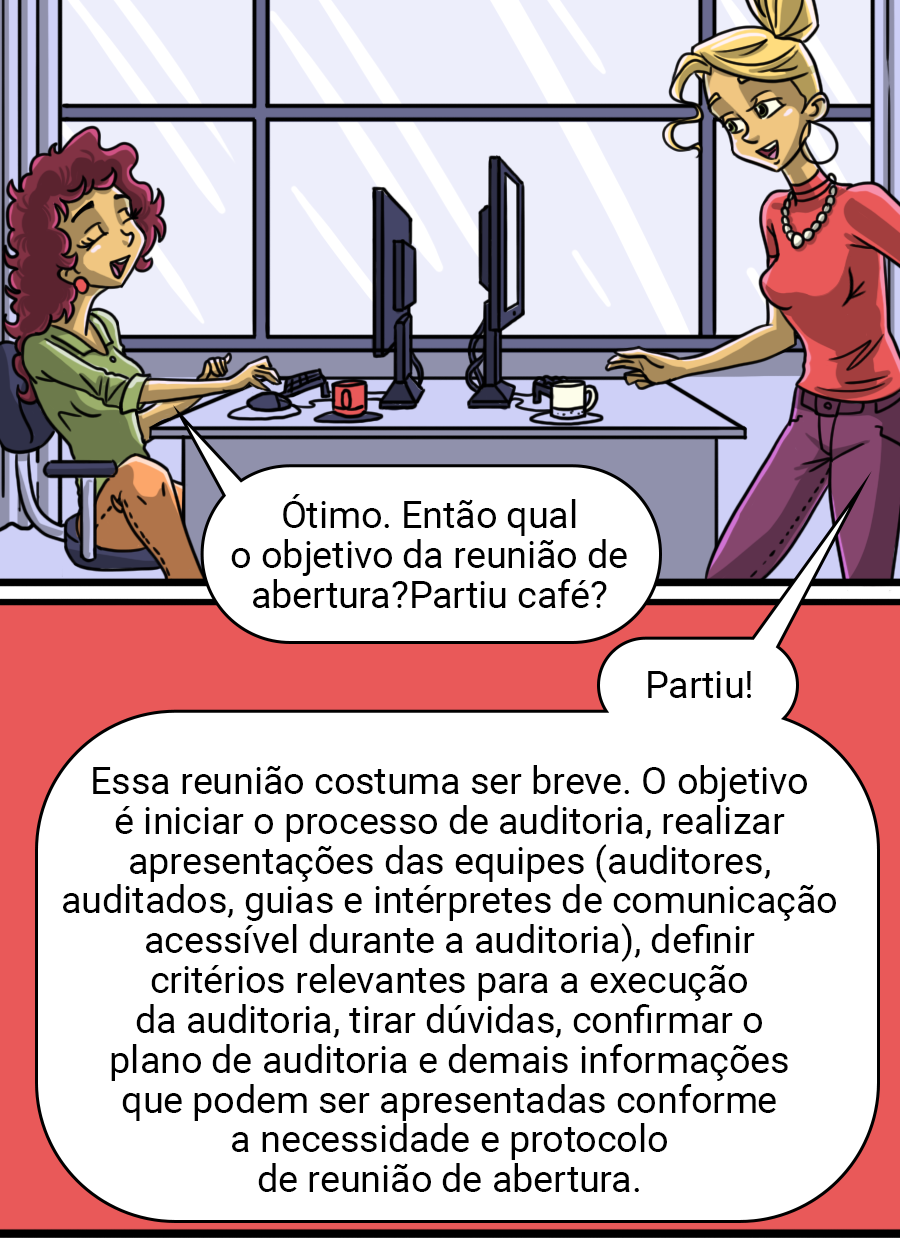 Ótimo. Então qual
o objetivo da reunião de
abertura?Partiu café?
Partiu!
Essa reunião costuma ser breve. O objetivo
é iniciar o processo de auditoria, realizar
apresentações das equipes (auditores,
auditados, guias e intérpretes de comunicação
acessível durante a auditoria), definir
critérios relevantes para a execução
da auditoria, tirar dúvidas, confirmar o
plano de auditoria e demais informações
que podem ser apresentadas conforme
a necessidade e protocolo
de reunião de abertura.